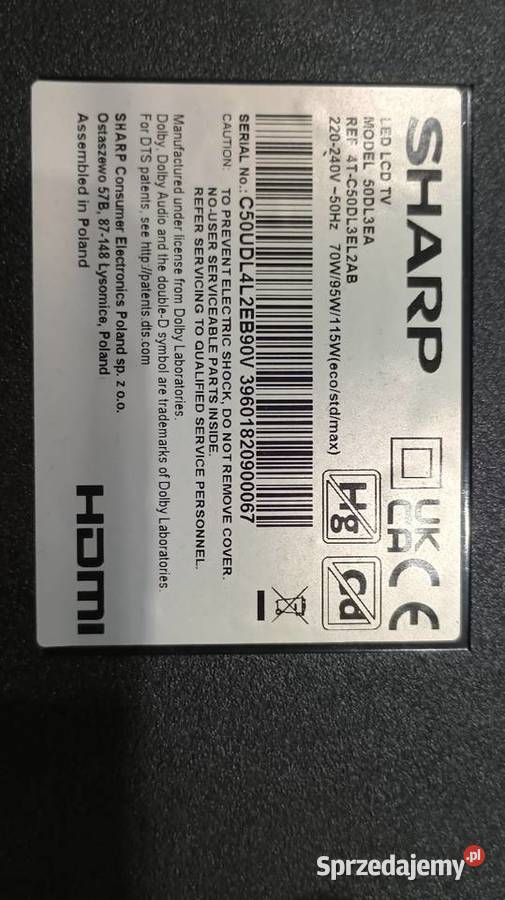 SHARP
LED LCD TV
MODEL 50DL3EA
REF 4T-C50DL3EL2AB
220-240V ~50Hz 70W/95W/115W(eco/std/max)
UK
CA
CE
Hg
Cd
SERIAL No.: C50UDL4L2EB90V 39601820900067
CAUTION: TO PREVENT ELECTRIC SHOCK, DO NOT REMOVE COVER.
NO-USER SERVICEABLE PARTS INSIDE.
REFER SERVICING TO QUALIFIED SERVICE PERSONNEL.
Manufactured under license from Dolby Laboratories.
Dolby, Dolby Audio and the double-D symbol are trademarks of Dolby Laboratories.
For DTS patents, see http://patents.dts.com
SHARP Consumer Electronics Poland sp. z o.o.
Ostaszewo 57B, 87-148 Lysomice, Poland
Assembled in Poland
HDMI
Sprzedajemy.pl